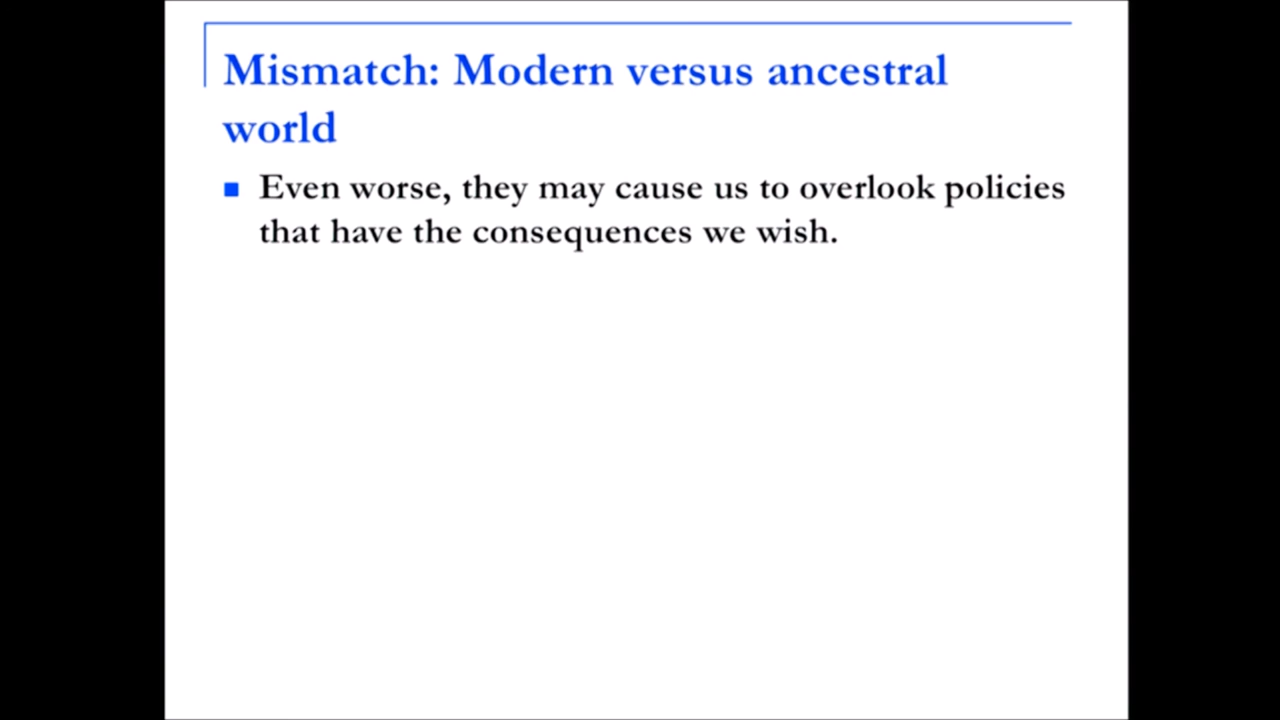 Mismatch: Modern versus ancestral
world
Even worse, they may cause us to overlook policies
that have the consequences we wish.